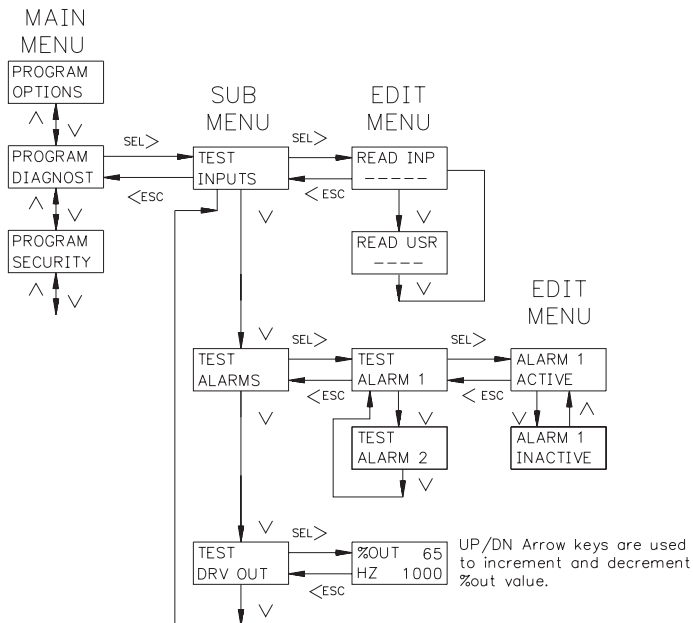 MAIN
MENU
PROGRAM
OPTIONS
SUB
MENU
EDIT
MENU
PROGRAM
DIAGNOST
SEL>
<ESC
TEST
INPUTS
SEL>
<ESC
READ INP
-----
PROGRAM
SECURITY
READ USR
----
EDIT
MENU
TEST
ALARMS
SEL>
<ESC
TEST
ALARM 1
SEL>
< ESC
ALARM 1
ACTIVE
TEST
ALARM 2
ALARM 1
INACTIVE
TEST
DRV OUT
SEL>
<ESC
%OUT 65
HZ 1000
UP/DN Arrow keys are used
to increment and decrement
%out value.